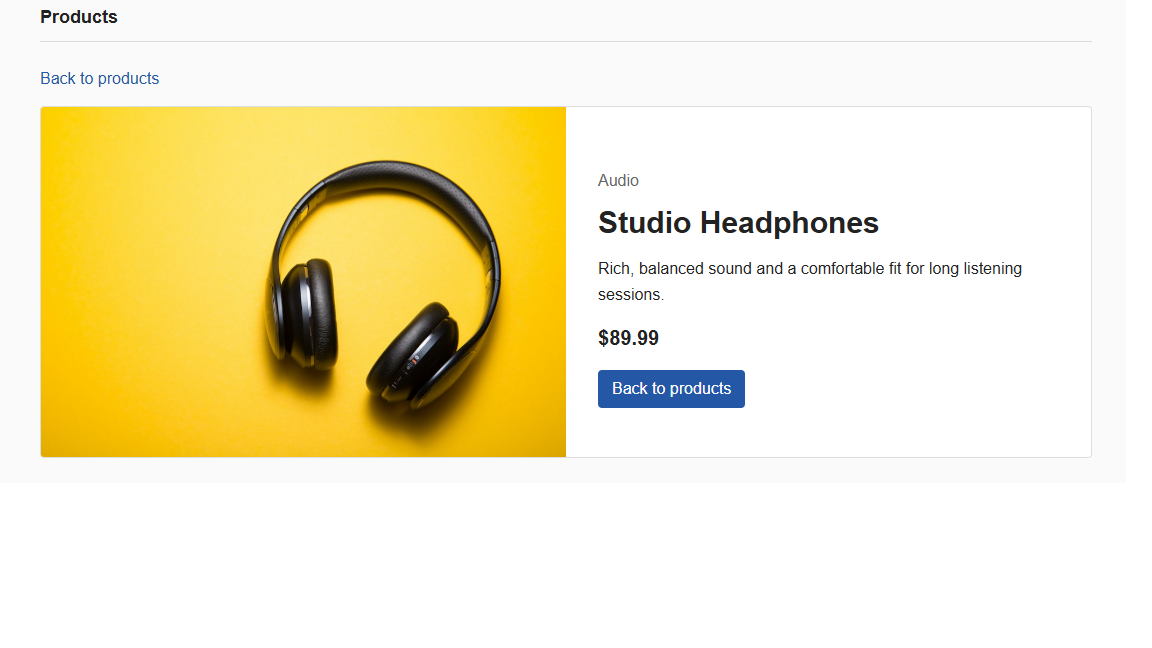 Products
Back to products
Audio
Studio Headphones
Rich, balanced sound and a comfortable fit for long listening
sessions.
$89.99
Back to products